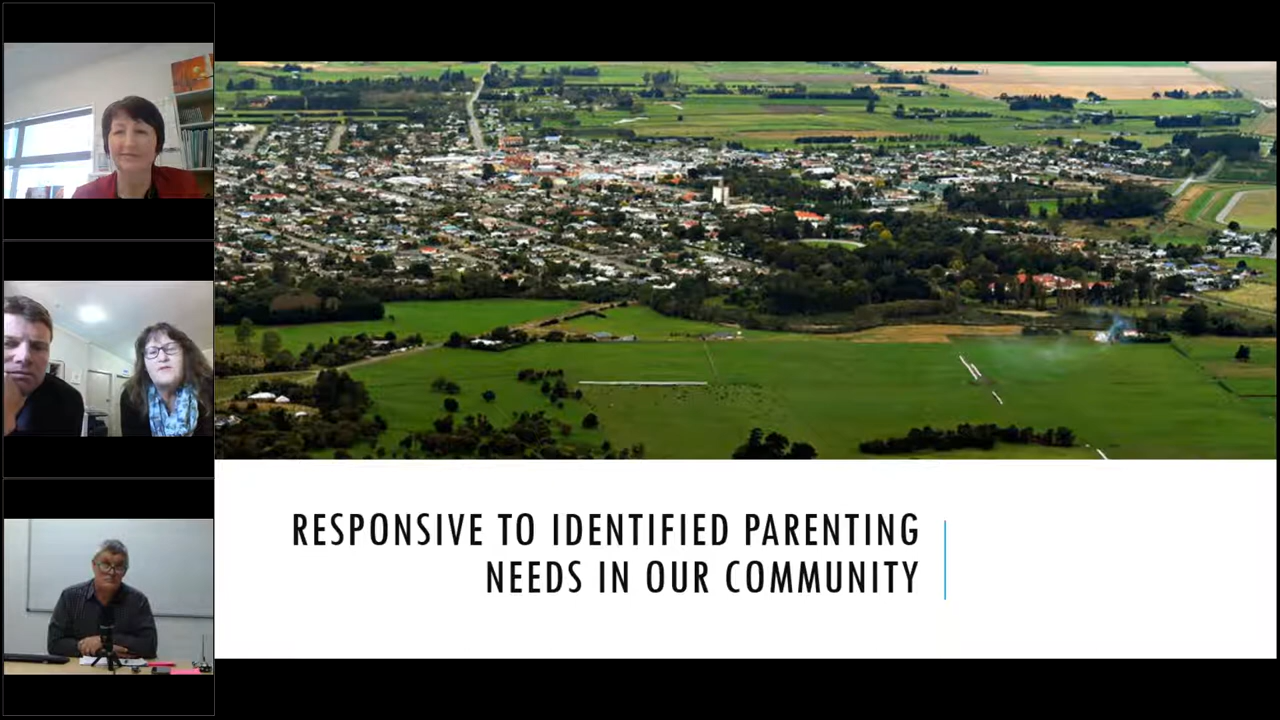 RESPONSIVE TO IDENTIFIED PARENTING
NEEDS IN OUR COMMUNITY